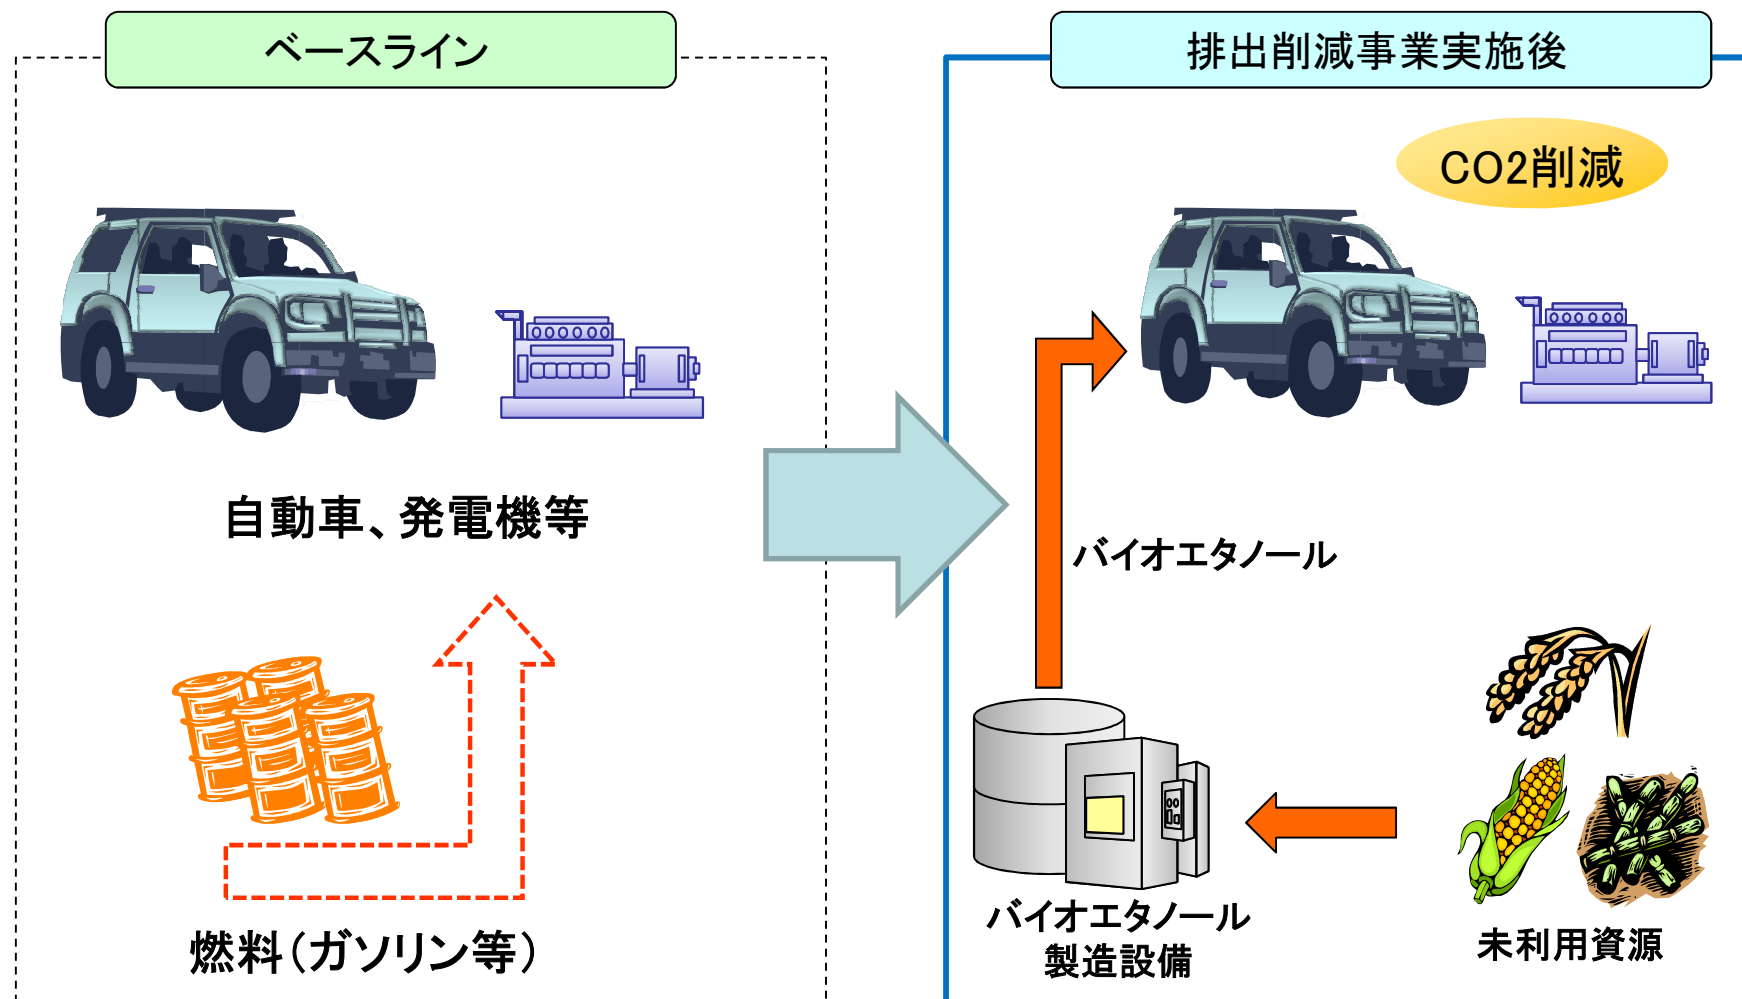 ベースライン
自動車、発電機等
燃料（ガソリン等）
排出削減事業実施後
CO2削減
バイオエタノール
バイオエタノール
製造設備
未利用資源